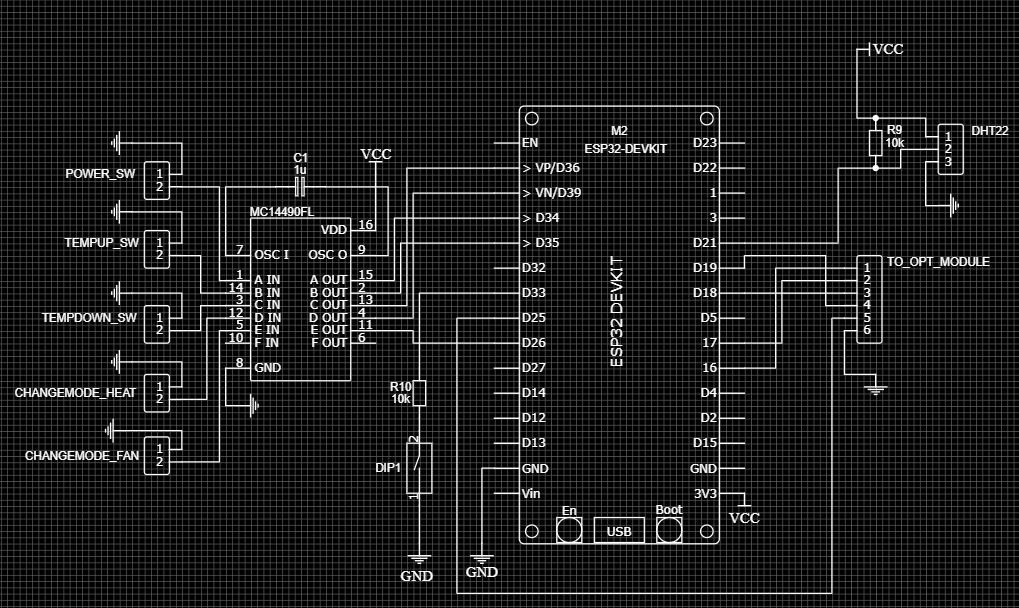 VCC
M2
ESP32-DEVKIT
R9
10k
DHT22
1
2
3
EN
> VP/D36
> VN/D39
> D34
> D35
D32
D33
D25
D26
D27
D14
D12
D13
GND
Vin
D23
D22
1
3
D21
D19
D18
D5
17
16
D4
D2
D15
GND
3V3
VCC
ESP32 DEVKIT
En
USB
Boot
TO_OPT_MODULE
1
2
3
4
5
6
C1
1u
VCC
MC14490FL
VDD
16
7
OSC I
OSC O
9
1
A IN
A OUT
15
14
B IN
B OUT
2
3
C IN
C OUT
13
12
D IN
D OUT
4
5
E IN
E OUT
11
10
F IN
F OUT
6
8
GND
POWER_SW
1
2
TEMPUP_SW
1
2
TEMPDOWN_SW
1
2
CHANGEMODE_HEAT
1
2
CHANGEMODE_FAN
1
2
R10
10k
2
DIP1
1
GND
GND